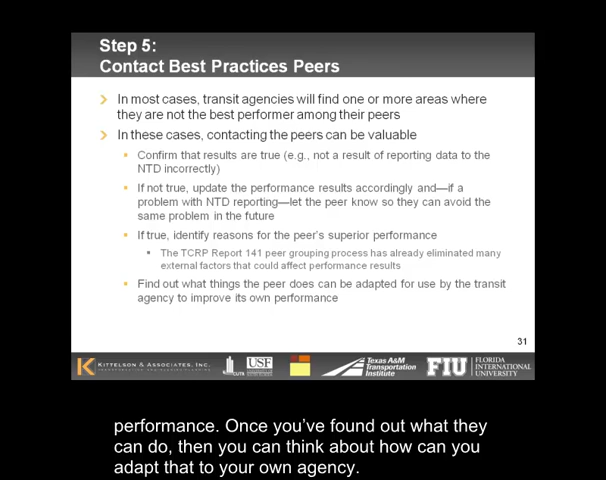 Step 5:
Contact Best Practices Peers
In most cases, transit agencies will find one or more areas where
they are not the best performer among their peers
In these cases, contacting the peers can be valuable
Confirm that results are true (e.g., not a result of reporting data to the
NTD incorrectly)
If not true, update the performance results accordingly and—if a
problem with NTD reporting—let the peer know so they can avoid the
same problem in the future
If true, identify reasons for the peer's superior performance
The TCRP Report 141 peer grouping process has already eliminated many
external factors that could affect performance results
Find out what things the peer does can be adapted for use by the transit
agency to improve its own performance
31
KITTELSON & ASSOCIATES, INC.
CUTR
USF
Texas A&M
Transportation
Institute
FIU
FLORIDA
INTERNATIONAL
UNIVERSITY
performance. Once you've found out what they
can do, then you can think about how can you
adapt that to your own agency.